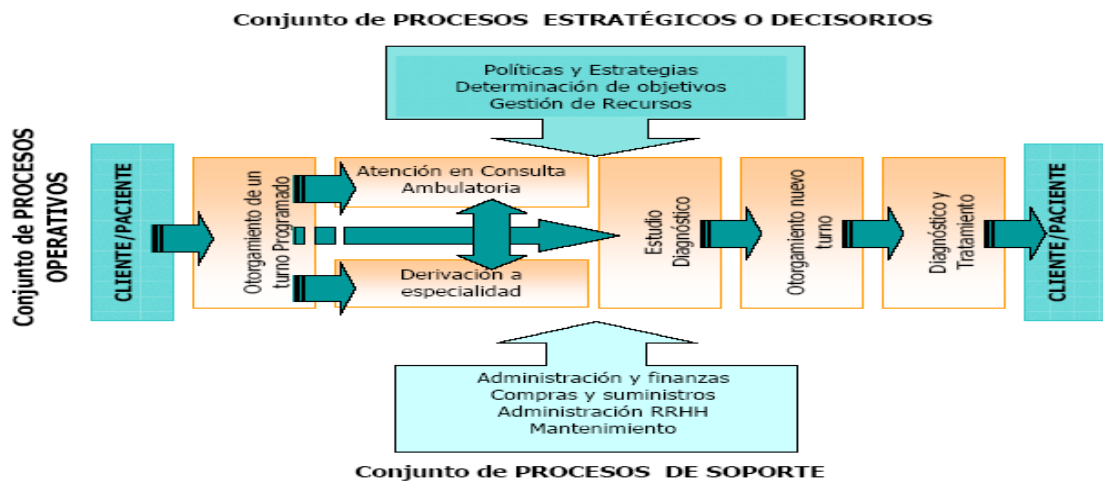 Conjunto de PROCESOS ESTRATÉGICOS O DECISORIOS
Políticas y Estrategias
Determinación de objetivos
Gestión de Recursos
Conjunto de PROCESOS
OPERATIVOS
CLIENTE/PACIENTE
Otorgamiento de un
turno Programado
Atención en Consulta
Ambulatoria
Derivación a
especialidad
Estudio
Diagnóstico
Otorgamiento nuevo
turno
Diagnóstico y
Tratamiento
CLIENTE/PACIENTE
Administración y finanzas
Compras y suministros
Administración RRHH
Mantenimiento
Conjunto de PROCESOS DE SOPORTE